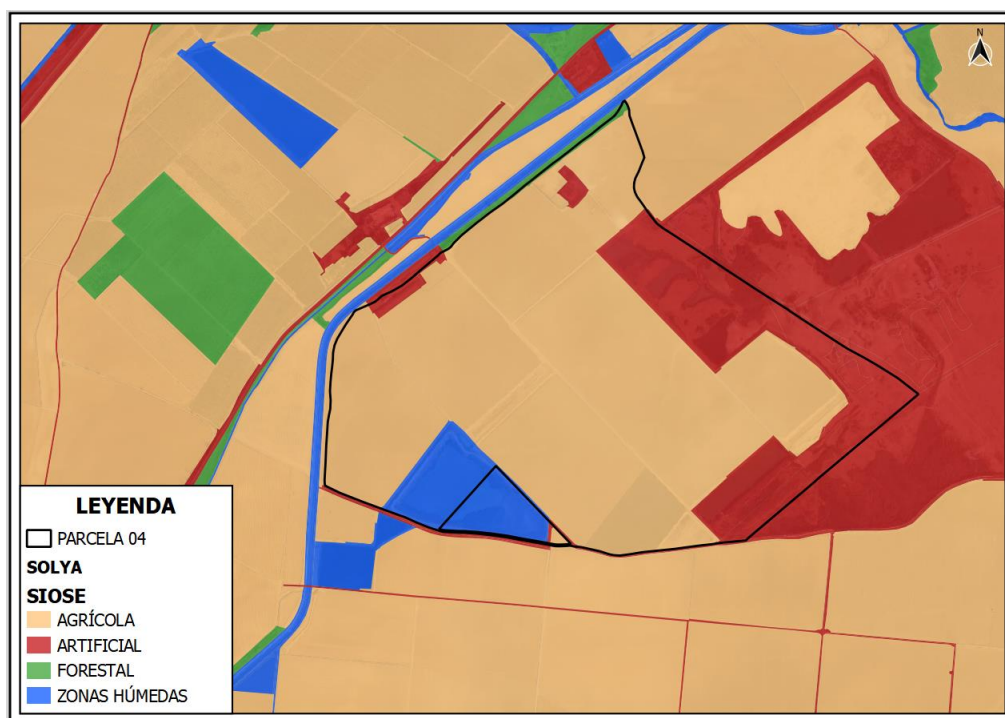 N
LEYENDA
PARCELA 04
SOLYA
SIOSE
AGRÍCOLA
ARTIFICIAL
FORESTAL
ZONAS HÚMEDAS